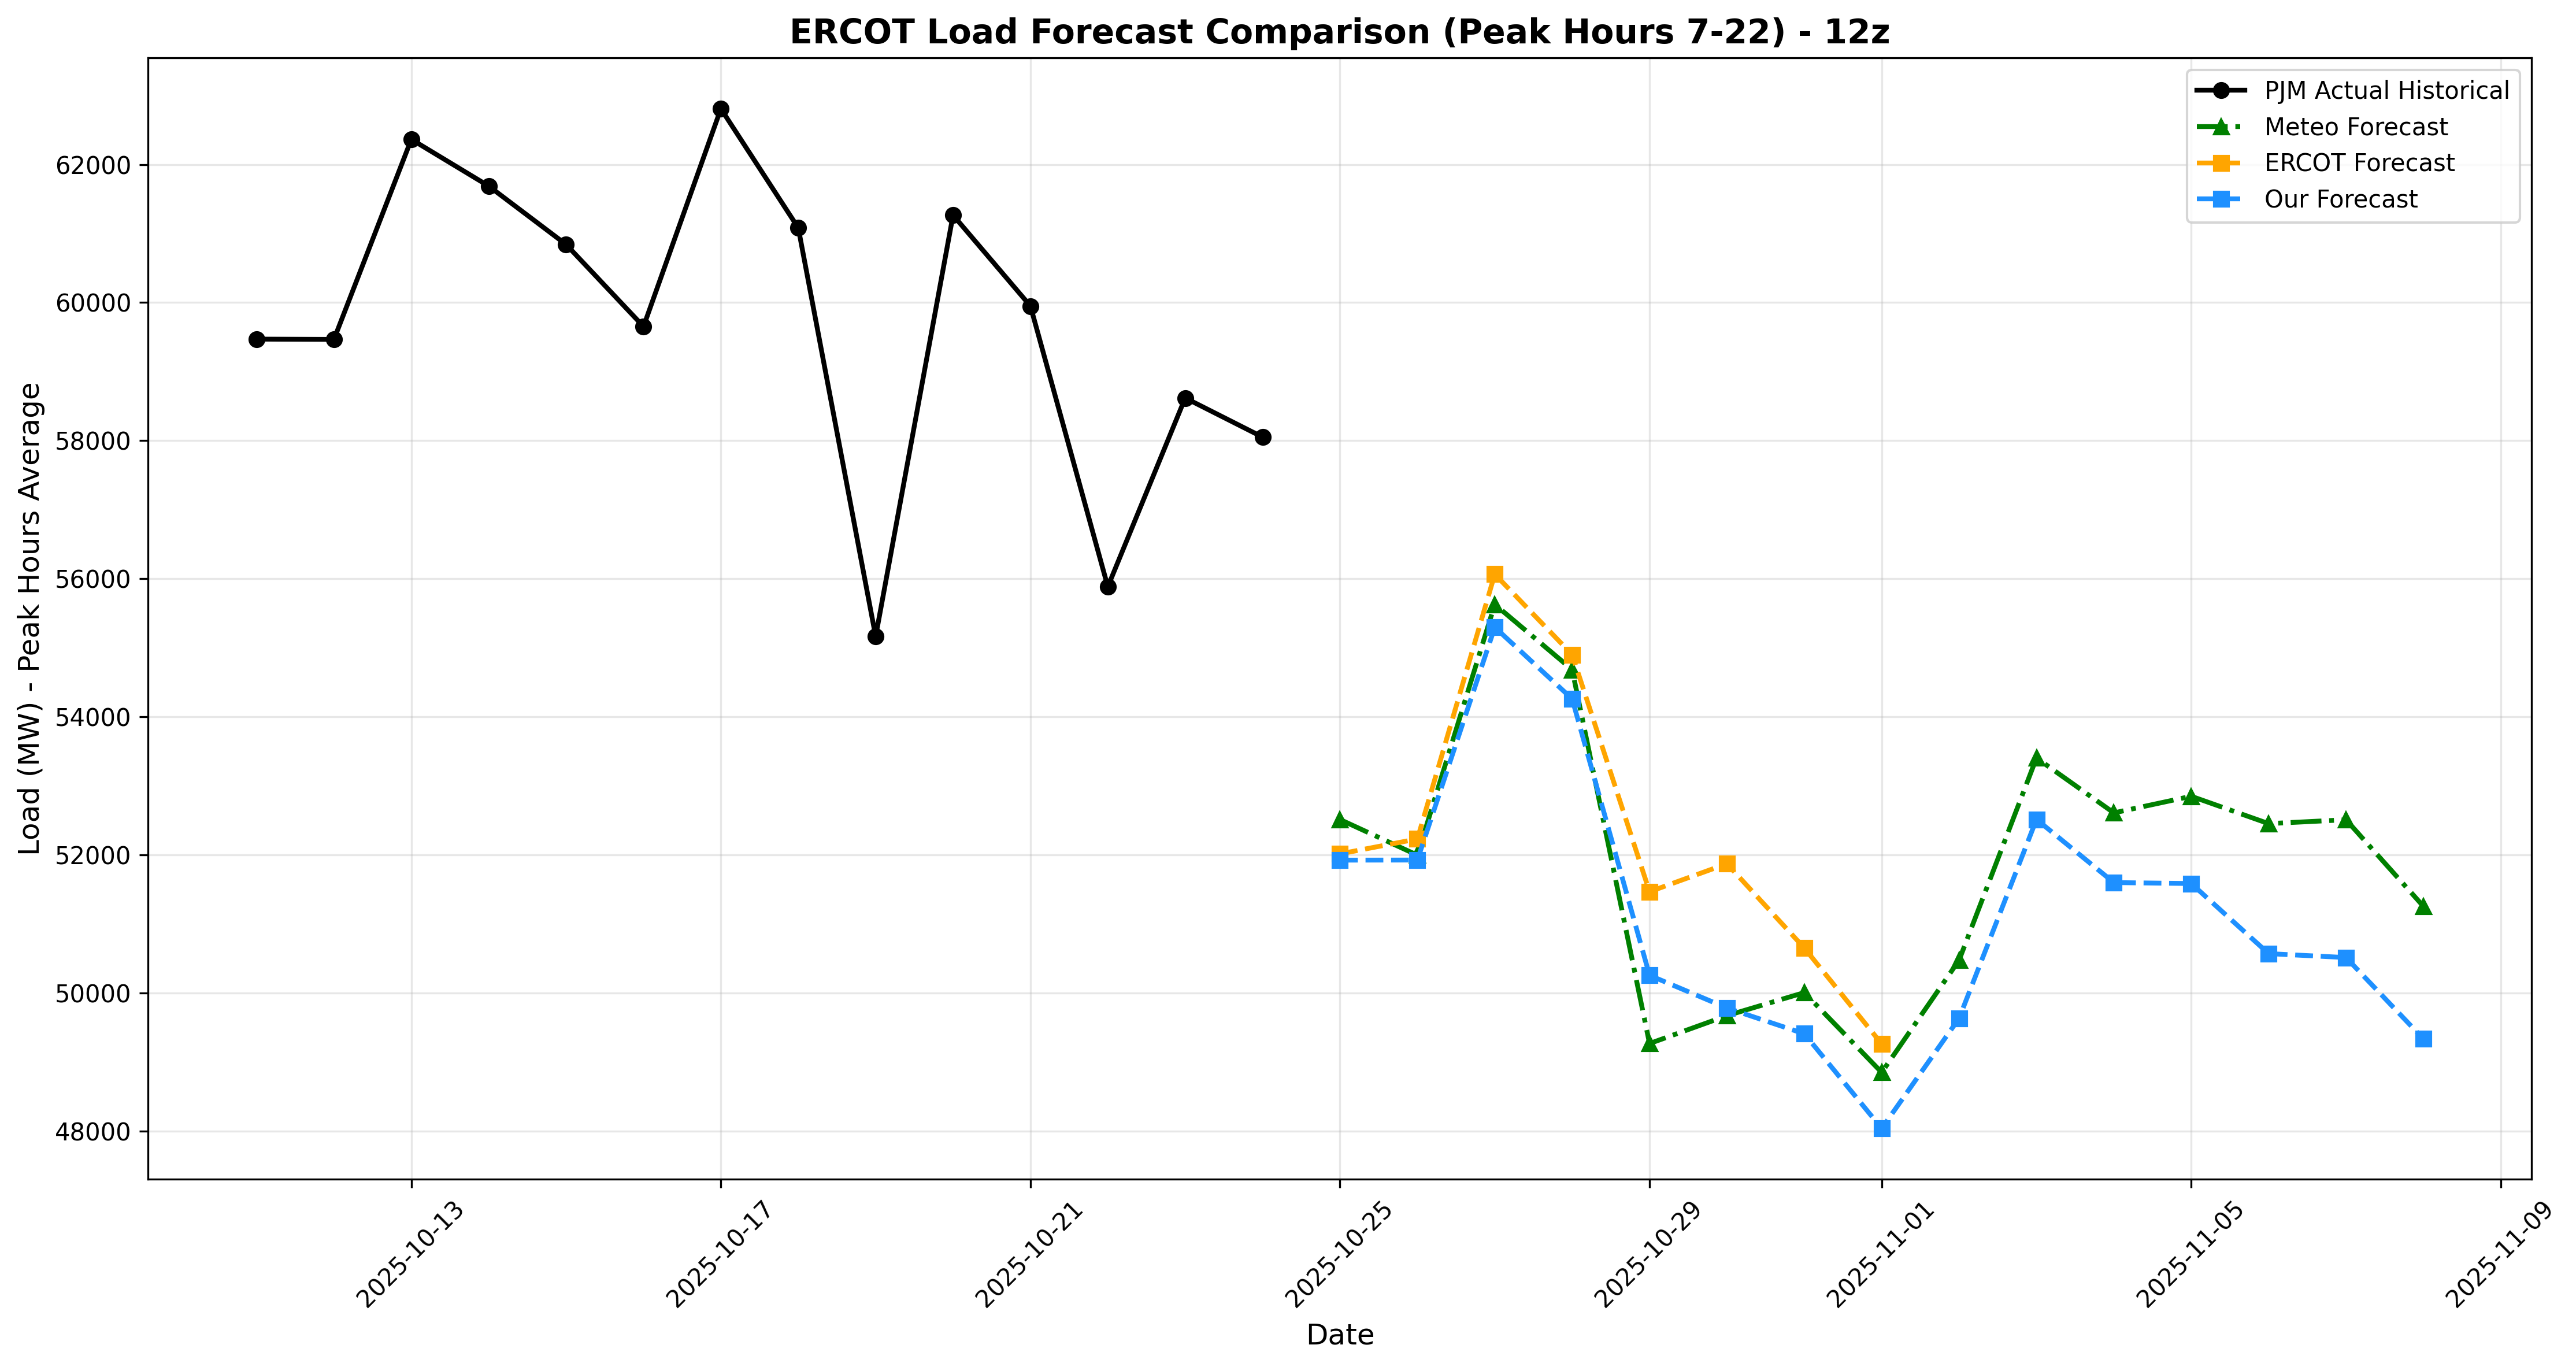 ERCOT Load Forecast Comparison (Peak Hours 7-22) - 12z
PJM Actual Historical
Meteo Forecast
ERCOT Forecast
Our Forecast
Load (MW) - Peak Hours Average
62000
60000
58000
56000
54000
52000
50000
48000
2025-10-13
2025-10-17
2025-10-21
2025-10-25
2025-10-29
2025-11-01
2025-11-05
2025-11-09
Date